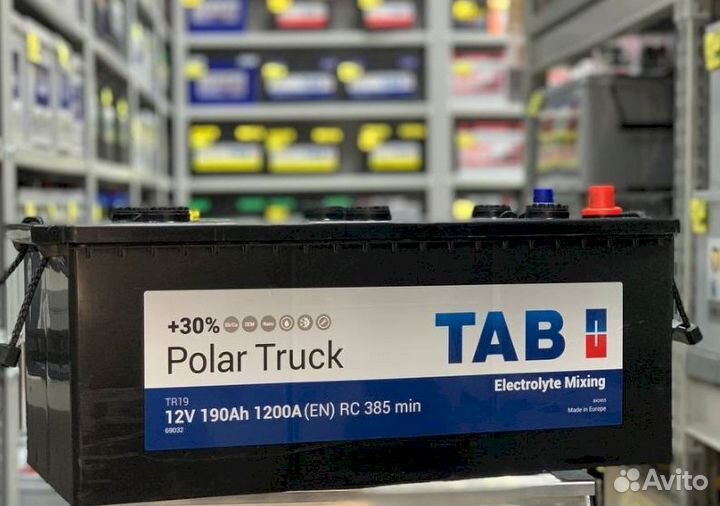 +30%
Polar Truck
TAB
Electrolyte Mixing
TR19
12V 190Ah 1200A (EN) RC 385 min
69032
Made in Europe
Avito